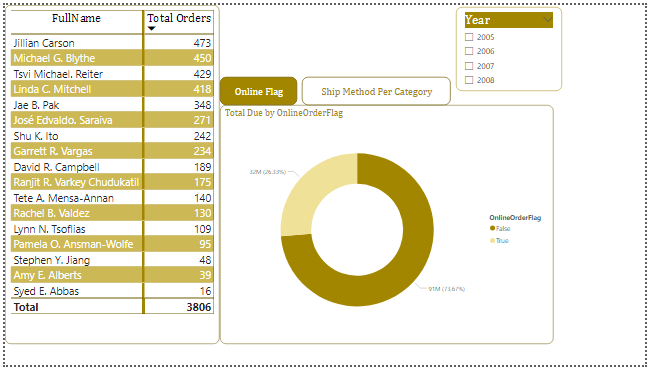 FullName Total Orders
Jillian Carson 473
Michael G. Blythe 450
Tsvi Michael. Reiter 429
Linda C. Mitchell 418
Jae B. Pak 348
José Edvaldo. Saraiva 271
Shu K. Ito 242
Garrett R. Vargas 234
David R. Campbell 189
Ranjit R. Varkey Chudukatil 175
Tete A. Mensa-Annan 140
Rachel B. Valdez 130
Lynn N. Tsoflias 109
Pamela O. Ansman-Wolfe 95
Stephen Y. Jiang 48
Amy E. Alberts 39
Syed E. Abbas 16
Total 3806
Online Flag
Ship Method Per Category
Total Due by OnlineOrderFlag
32M (26.33%)
91M (73.67%)
OnlineOrderFlag
False
True
Year
2005
2006
2007
2008